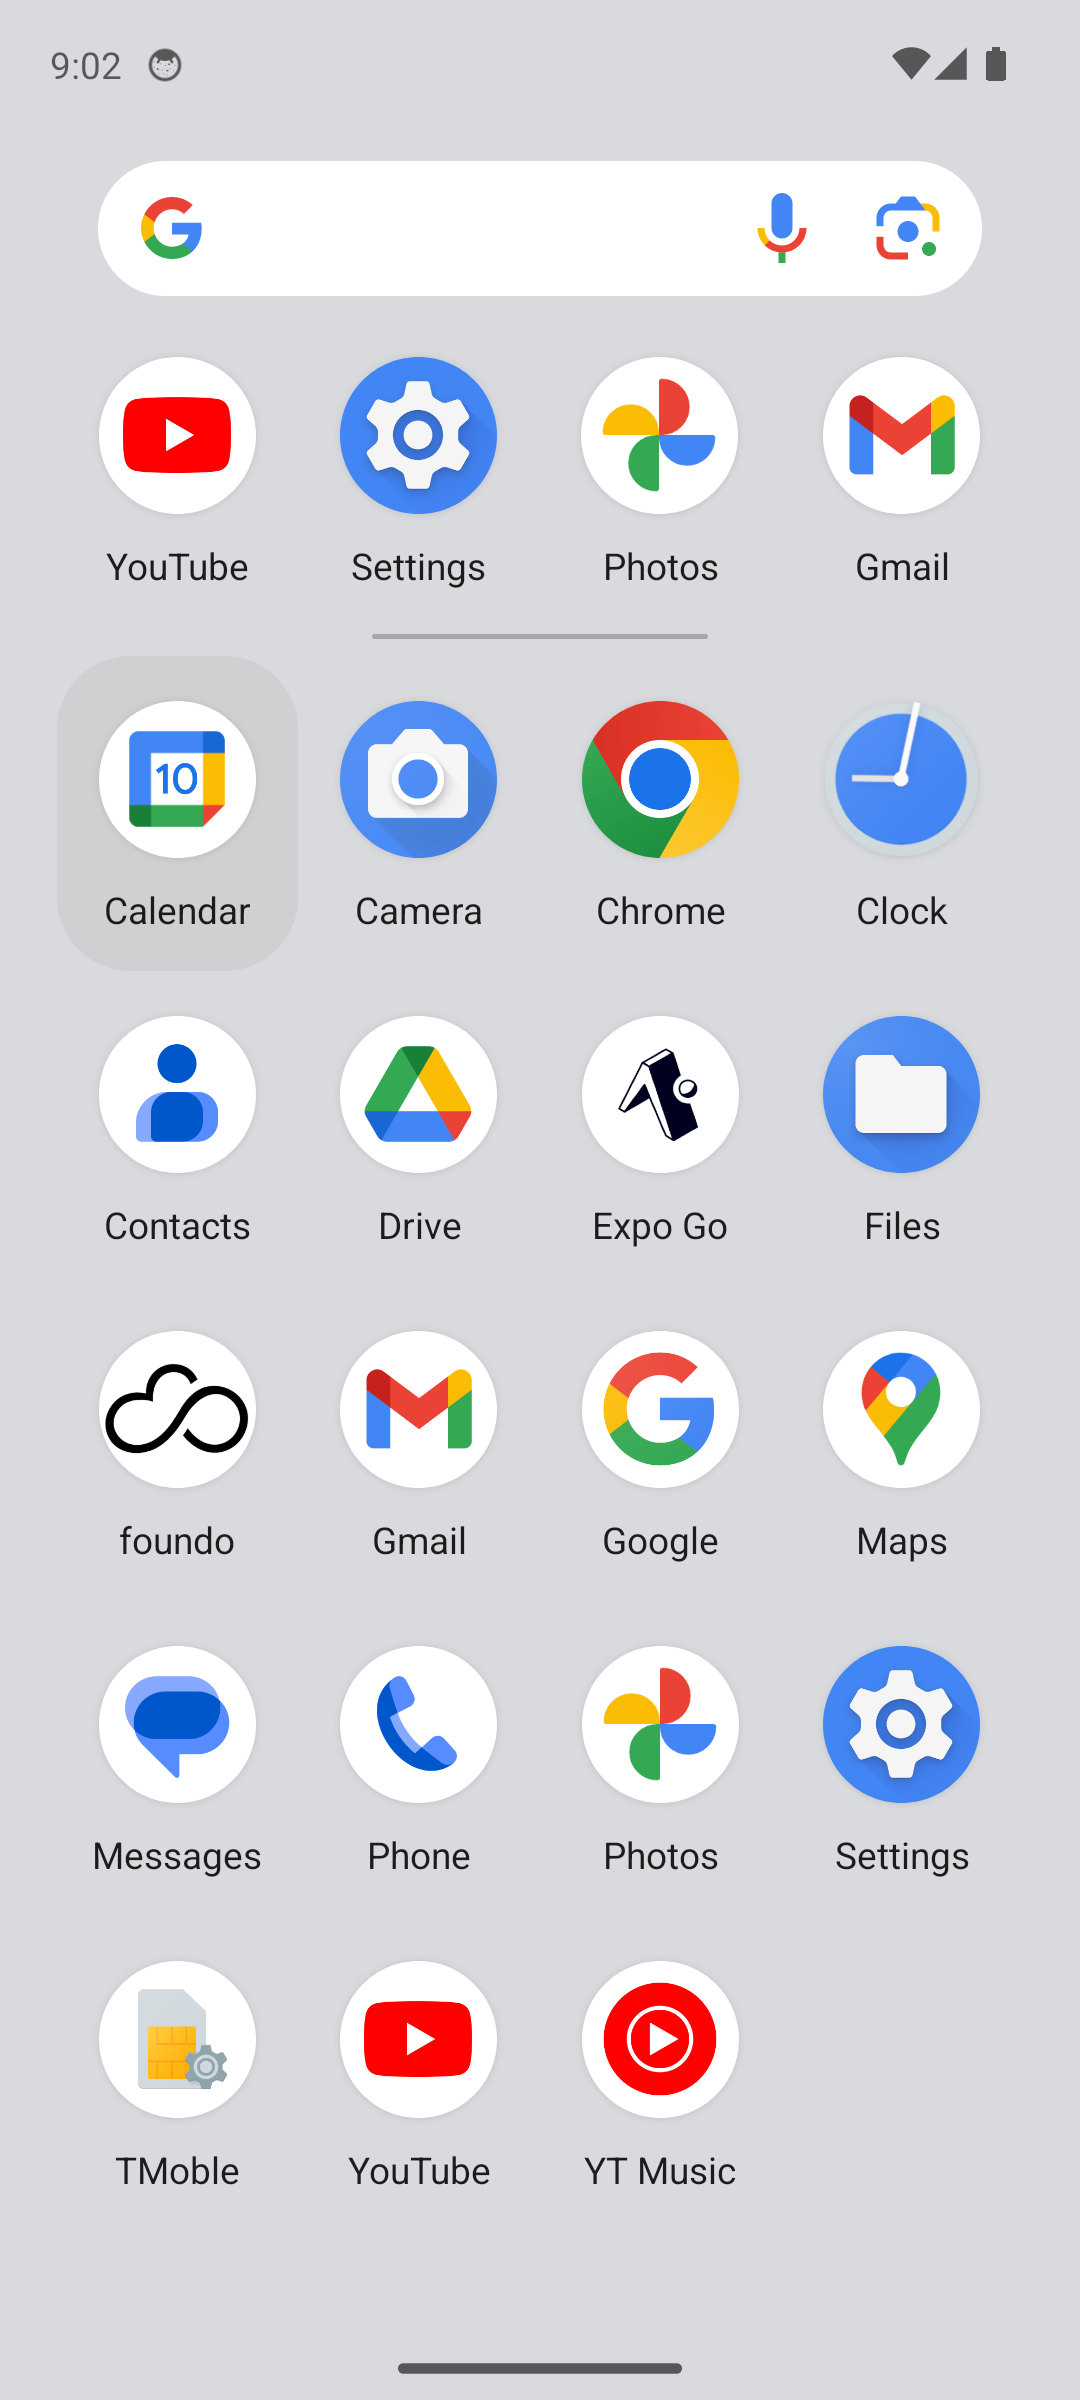 9:02
YouTube Settings Photos Gmail
10
Calendar Camera Chrome Clock
Contacts Drive Expo Go Files
foundo Gmail Google Maps
Messages Phone Photos Settings
TMoble YouTube YT Music